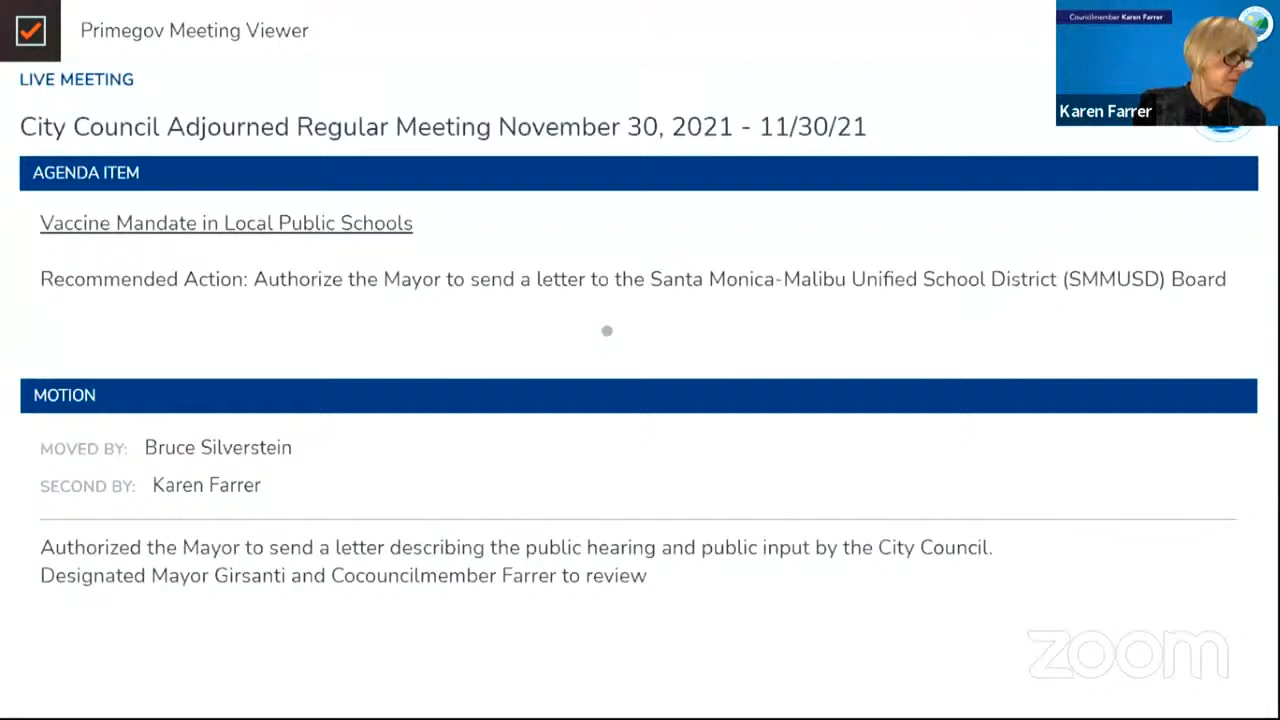 Primegov Meeting Viewer
Councilmember Karen Farrer
Karen Farrer
LIVE MEETING
City Council Adjourned Regular Meeting November 30, 2021 - 11/30/21
AGENDA ITEM
Vaccine Mandate in Local Public Schools
Recommended Action: Authorize the Mayor to send a letter to the Santa Monica-Malibu Unified School District (SMMUSD) Board
MOTION
MOVED BY: Bruce Silverstein
SECOND BY: Karen Farrer
Authorized the Mayor to send a letter describing the public hearing and public input by the City Council.
Designated Mayor Girsanti and Cocouncilmember Farrer to review
zoom